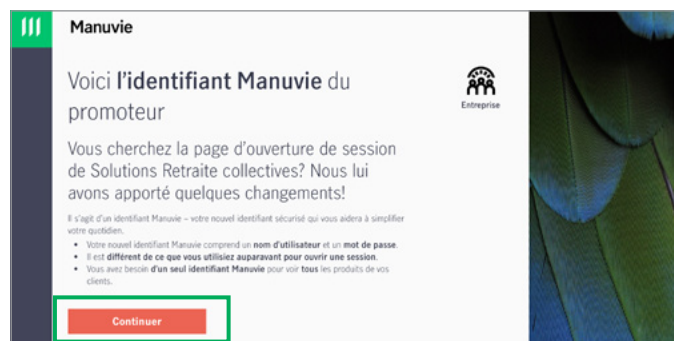 Manuvie
Voici l'identifiant Manuvie du
promoteur
Entreprise
Vous cherchez la page d'ouverture de session
de Solutions Retraite collectives? Nous lui
avons apporté quelques changements!
Il s'agit d'un identifiant Manuvie – votre nouvel identifiant sécurisé qui vous aidera à simplifier
votre quotidien.
• Votre nouvel identifiant Manuvie comprend un nom d'utilisateur et un mot de passe.
• Il est différent de ce que vous utilisiez auparavant pour ouvrir une session.
• Vous avez besoin d'un seul identifiant Manuvie pour voir tous les produits de vos
clients.
Continuer